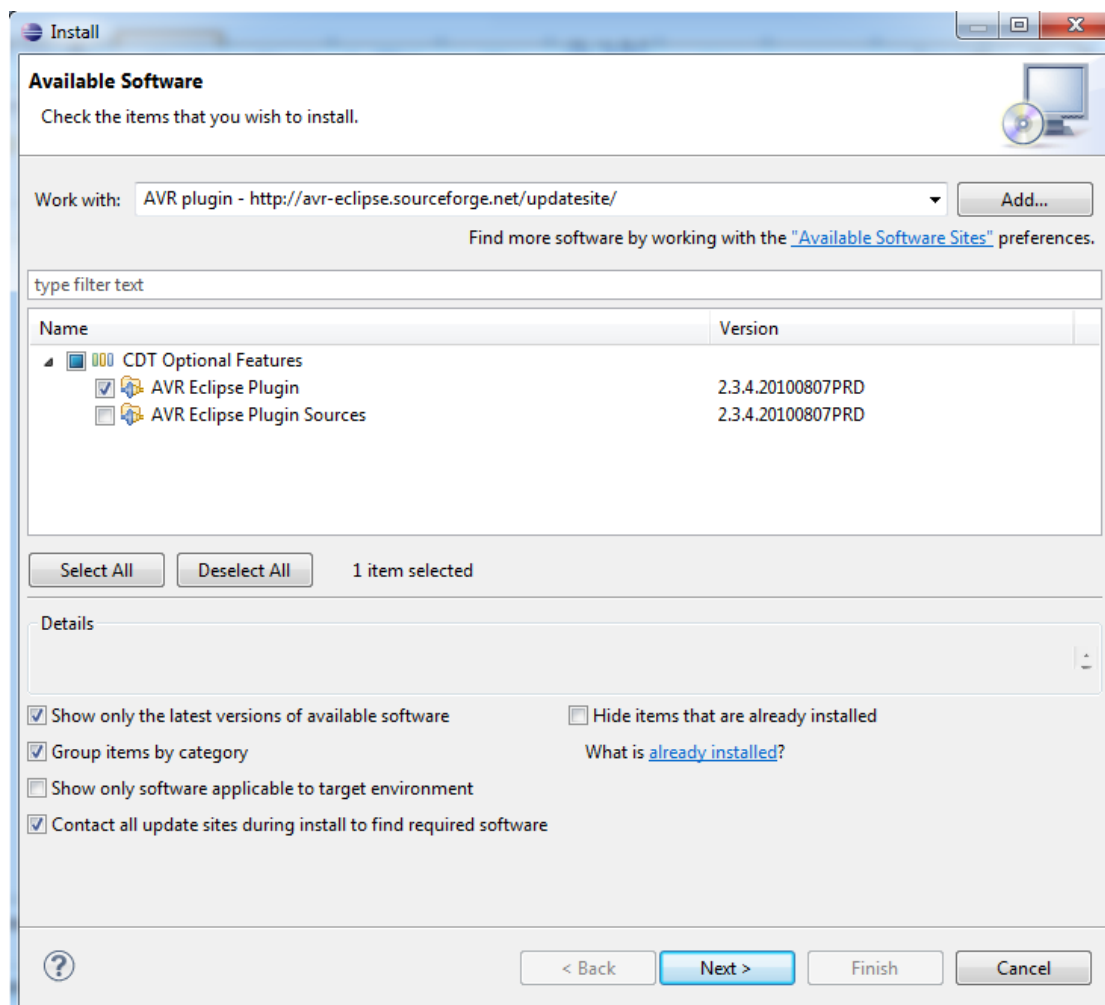 Install
Available Software
Check the items that you wish to install.
Work with: AVR plugin - http://avr-eclipse.sourceforge.net/updatesite/ Add...
Find more software by working with the "Available Software Sites" preferences.
type filter text
Name Version
CDT Optional Features
AVR Eclipse Plugin 2.3.4.20100807PRD
AVR Eclipse Plugin Sources 2.3.4.20100807PRD
Select All Deselect All 1 item selected
Details
Show only the latest versions of available software Hide items that are already installed
Group items by category What is already installed?
Show only software applicable to target environment
Contact all update sites during install to find required software
? < Back Next > Finish Cancel